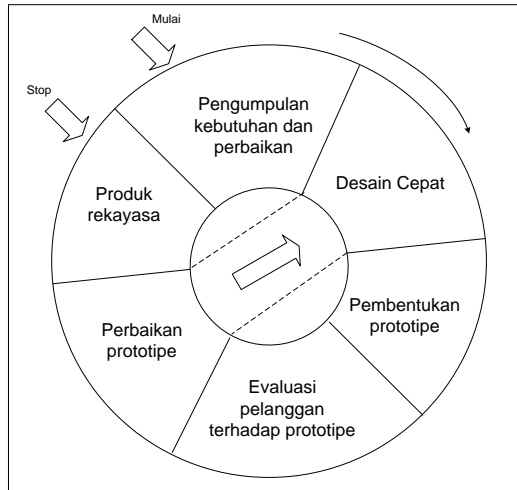 Mulai
Stop
Pengumpulan
kebutuhan dan
perbaikan
Desain Cepat
Pembentukan
prototipe
Evaluasi
pelanggan
terhadap prototipe
Perbaikan
prototipe
Produk
rekayasa